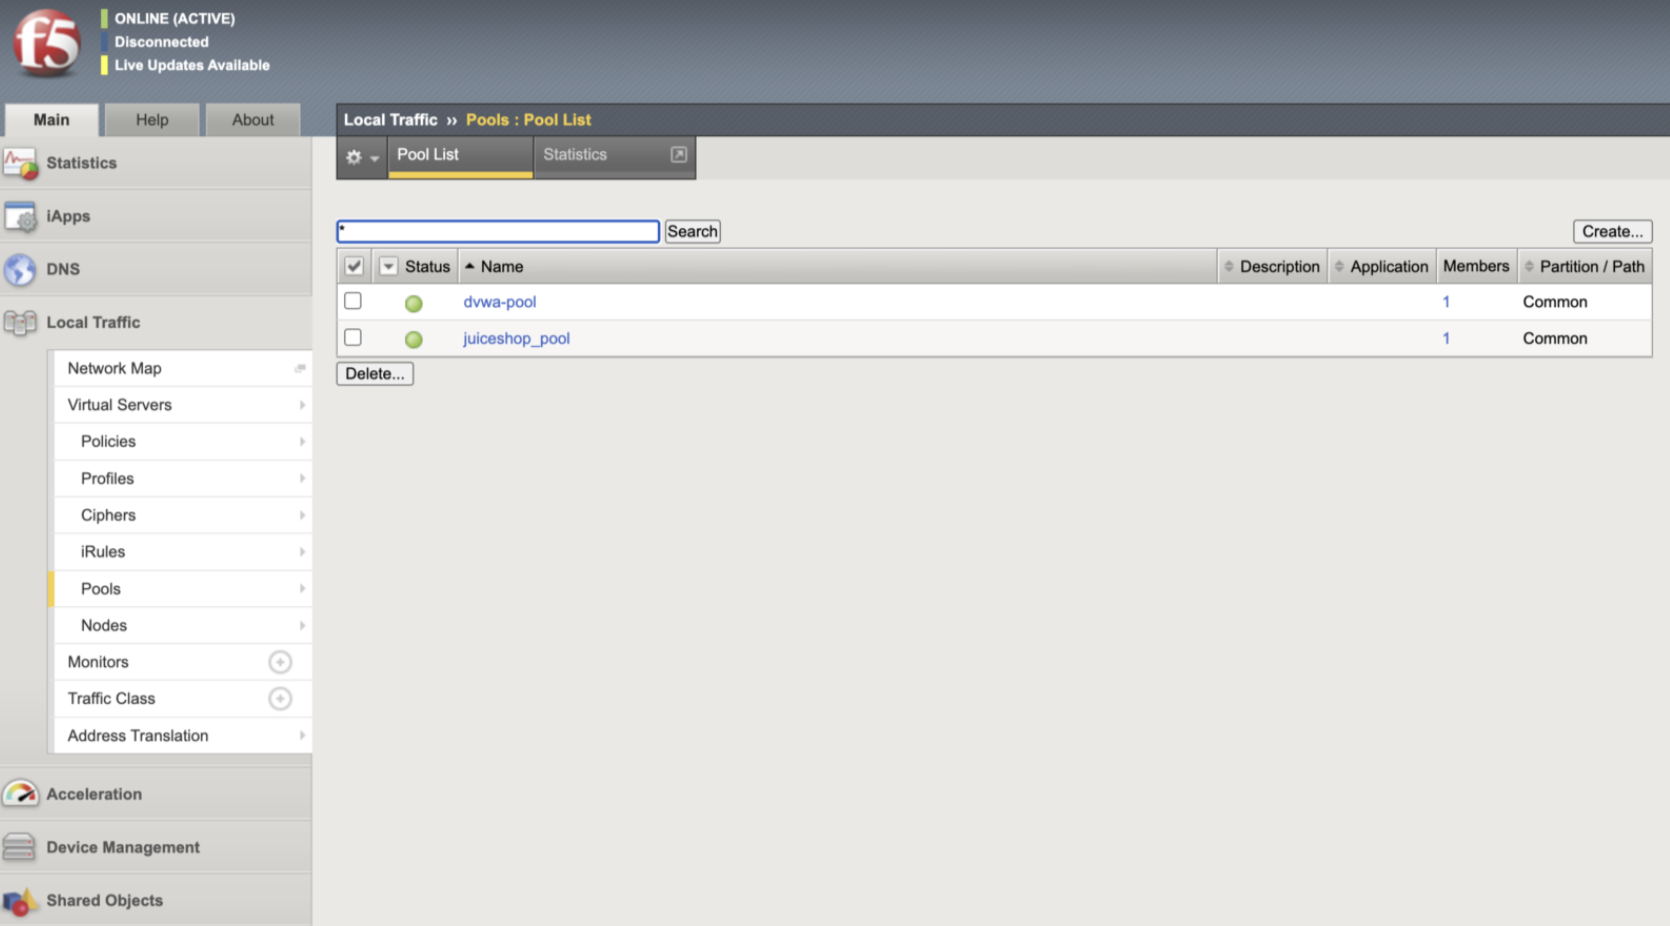 f5
ONLINE (ACTIVE)
Disconnected
Live Updates Available
Main Help About
Local Traffic ›› Pools : Pool List
Pool List Statistics
Statistics
iApps
DNS
Local Traffic
Network Map
Virtual Servers
Policies
Profiles
Ciphers
iRules
Pools
Nodes
Monitors
Traffic Class
Address Translation
Acceleration
Device Management
Shared Objects
* Search Create...
Status Name Description Application Members Partition / Path
dvwa-pool 1 Common
juiceshop_pool 1 Common
Delete...